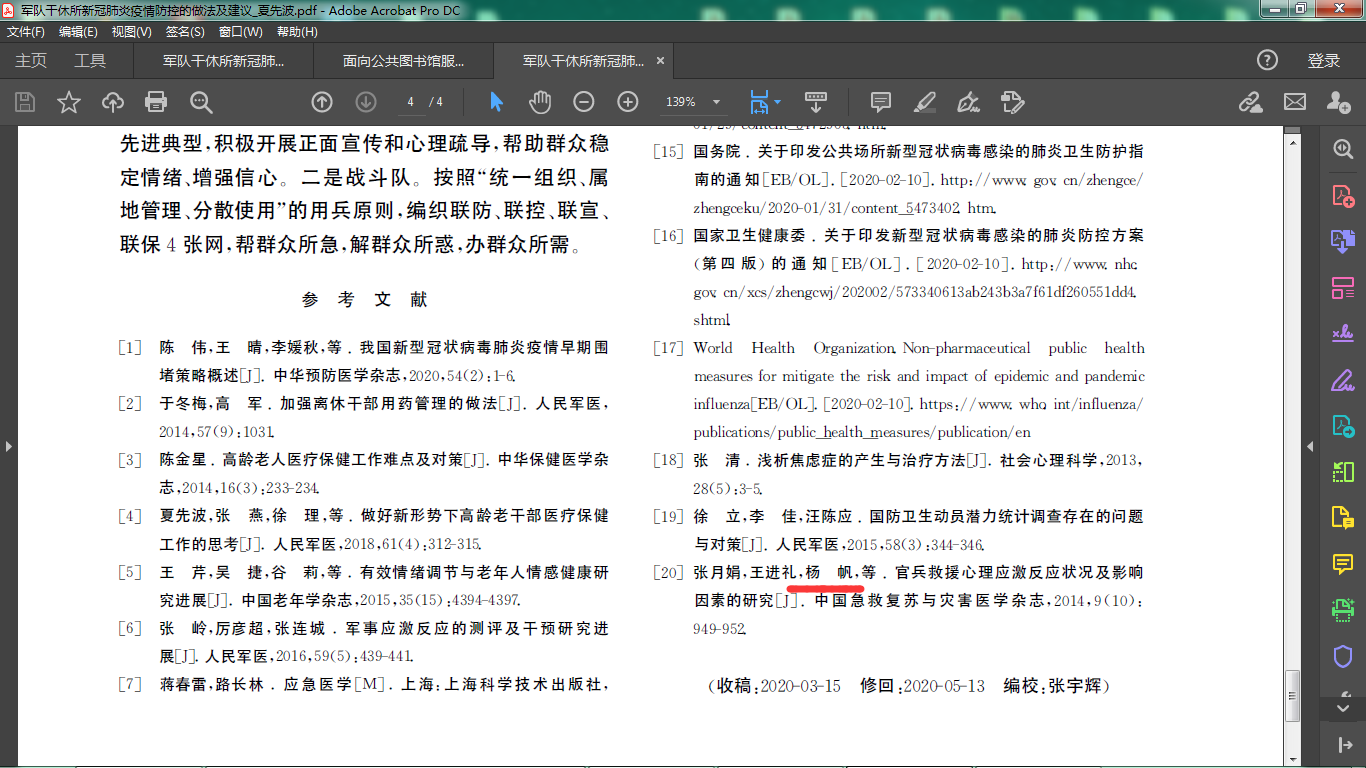 军队干休所新冠肺炎疫情防控的做法及建议_夏先波.pdf - Adobe Acrobat Pro DC
文件(F) 编辑(E) 视图(V) 签名(S) 窗口(W) 帮助(H)
主页 工具 军队干休所新冠肺... 面向公共图书馆服... 军队干休所新冠肺... × 登录
4 / 4 139%
先进典型,积极开展正面宣传和心理疏导,帮助群众稳
定情绪、增强信心。二是战斗队。按照“统一组织、属
地管理、分散使用”的用兵原则,编织联防、联控、联宣、
联保 4 张网,帮群众所急,解群众所惑,办群众所需。
参 考 文 献
[1] 陈 伟,王 晴,李媛秋,等．我国新型冠状病毒肺炎疫情早期围
堵策略概述[J]．中华预防医学杂志,2020,54(2):1-6.
[2] 于冬梅,高 军．加强离休干部用药管理的做法[J]．人民军医,
2014,57(9):1031.
[3] 陈金星．高龄老人医疗保健工作难点及对策[J]．中华保健医学杂
志,2014,16(3):233-234.
[4] 夏先波,张 燕,徐 理,等．做好新形势下高龄老干部医疗保健
工作的思考[J]．人民军医,2018,61(4):312-315.
[5] 王 芹,吴 捷,谷 莉,等．有效情绪调节与老年人情感健康研
究进展[J]．中国老年学杂志,2015,35(15):4394-4397.
[6] 张 岭,厉彦超,张连城．军事应激反应的测评及干预研究进
展[J]．人民军医,2016,59(5):439-441.
[7] 蒋春雷,路长林．应急医学[M]．上海:上海科学技术出版社,
[15] 国务院．关于印发公共场所新型冠状病毒感染的肺炎卫生防护指
南的通知[EB/OL]．[2020-02-10]．http://www.gov.cn/zhengce/
zhengceku/2020-01/31/content_5473402.htm.
[16] 国家卫生健康委．关于印发新型冠状病毒感染的肺炎防控方案
(第四版)的通知[EB/OL]．[2020-02-10]．http://www.nhc.
gov.cn/xcs/zhengcwj/202002/573340613ab243b3a7f61df260551dd4.
shtml.
[17] World Health Organization. Non-pharmaceutical public health
measures for mitigate the risk and impact of epidemic and pandemic
influenza[EB/OL]. [2020-02-10]. https://www.who.int/influenza/
publications/public_health_measures/publication/en
[18] 张 清．浅析焦虑症的产生与治疗方法[J]．社会心理科学,2013,
28(5):3-5.
[19] 徐 立,李 佳,汪陈应．国防卫生动员潜力统计调查存在的问题
与对策[J]．人民军医,2015,58(3):344-346.
[20] 张月娟,王进礼,杨 帆,等．官兵救援心理应激反应状况及影响
因素的研究[J]．中国急救复苏与灾害医学杂志,2014,9(10):
949-952.
(收稿:2020-03-15 修回:2020-05-13 编校:张宇辉)